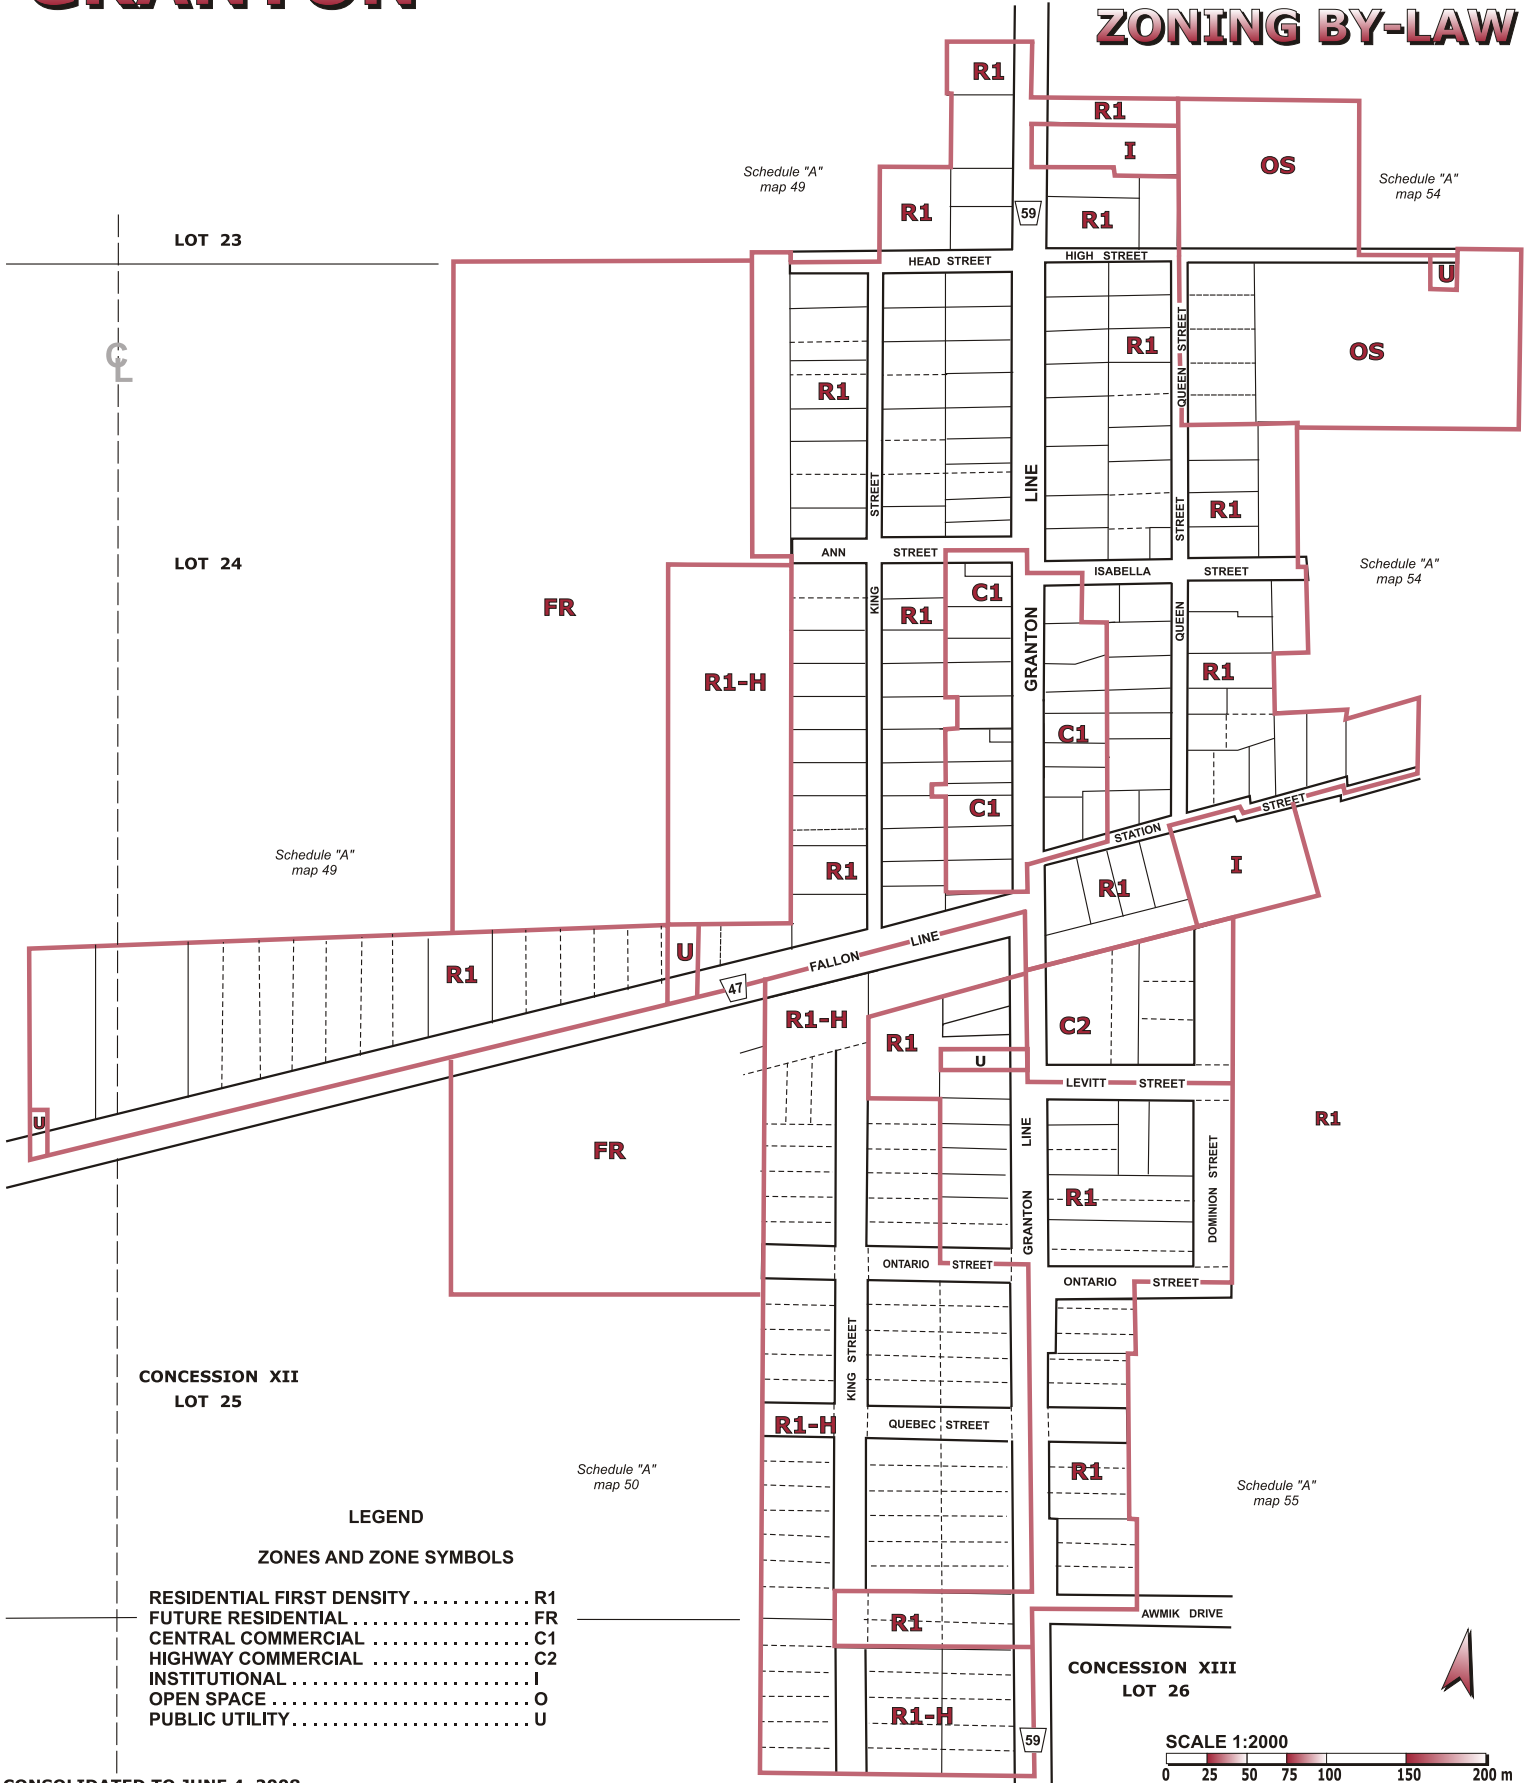 GRANTON
ZONING BY-LAW
R1
R1
I
OS
Schedule "A"
map 49
Schedule "A"
map 54
R1
59
R1
LOT 23
HEAD STREET
HIGH STREET
U
CL
STREET
QUEEN
R1
OS
R1
LINE
STREET
STREET
R1
ANN STREET
ISABELLA STREET
LOT 24
Schedule "A"
map 54
FR
KING
R1
C1
GRANTON
QUEEN
R1-H
R1
C1
C1
STATION STREET
Schedule "A"
map 49
R1
R1
I
R1
U
47
FALLON LINE
R1-H
R1
C2
U
LEVITT STREET
U
FR
LINE
GRANTON
R1
DOMINION STREET
R1
ONTARIO STREET
ONTARIO STREET
KING STREET
CONCESSION XII
LOT 25
R1-H
QUEBEC STREET
Schedule "A"
map 50
R1
Schedule "A"
map 55
LEGEND
ZONES AND ZONE SYMBOLS
RESIDENTIAL FIRST DENSITY............R1
FUTURE RESIDENTIAL..................FR
CENTRAL COMMERCIAL................C1
HIGHWAY COMMERCIAL................C2
INSTITUTIONAL........................I
OPEN SPACE..........................O
PUBLIC UTILITY........................U
R1
AWMIK DRIVE
CONCESSION XIII
LOT 26
R1-H
59
SCALE 1:2000
0 25 50 75 100 150 200 m
CONSOLIDATED TO JUNE 4, 2008